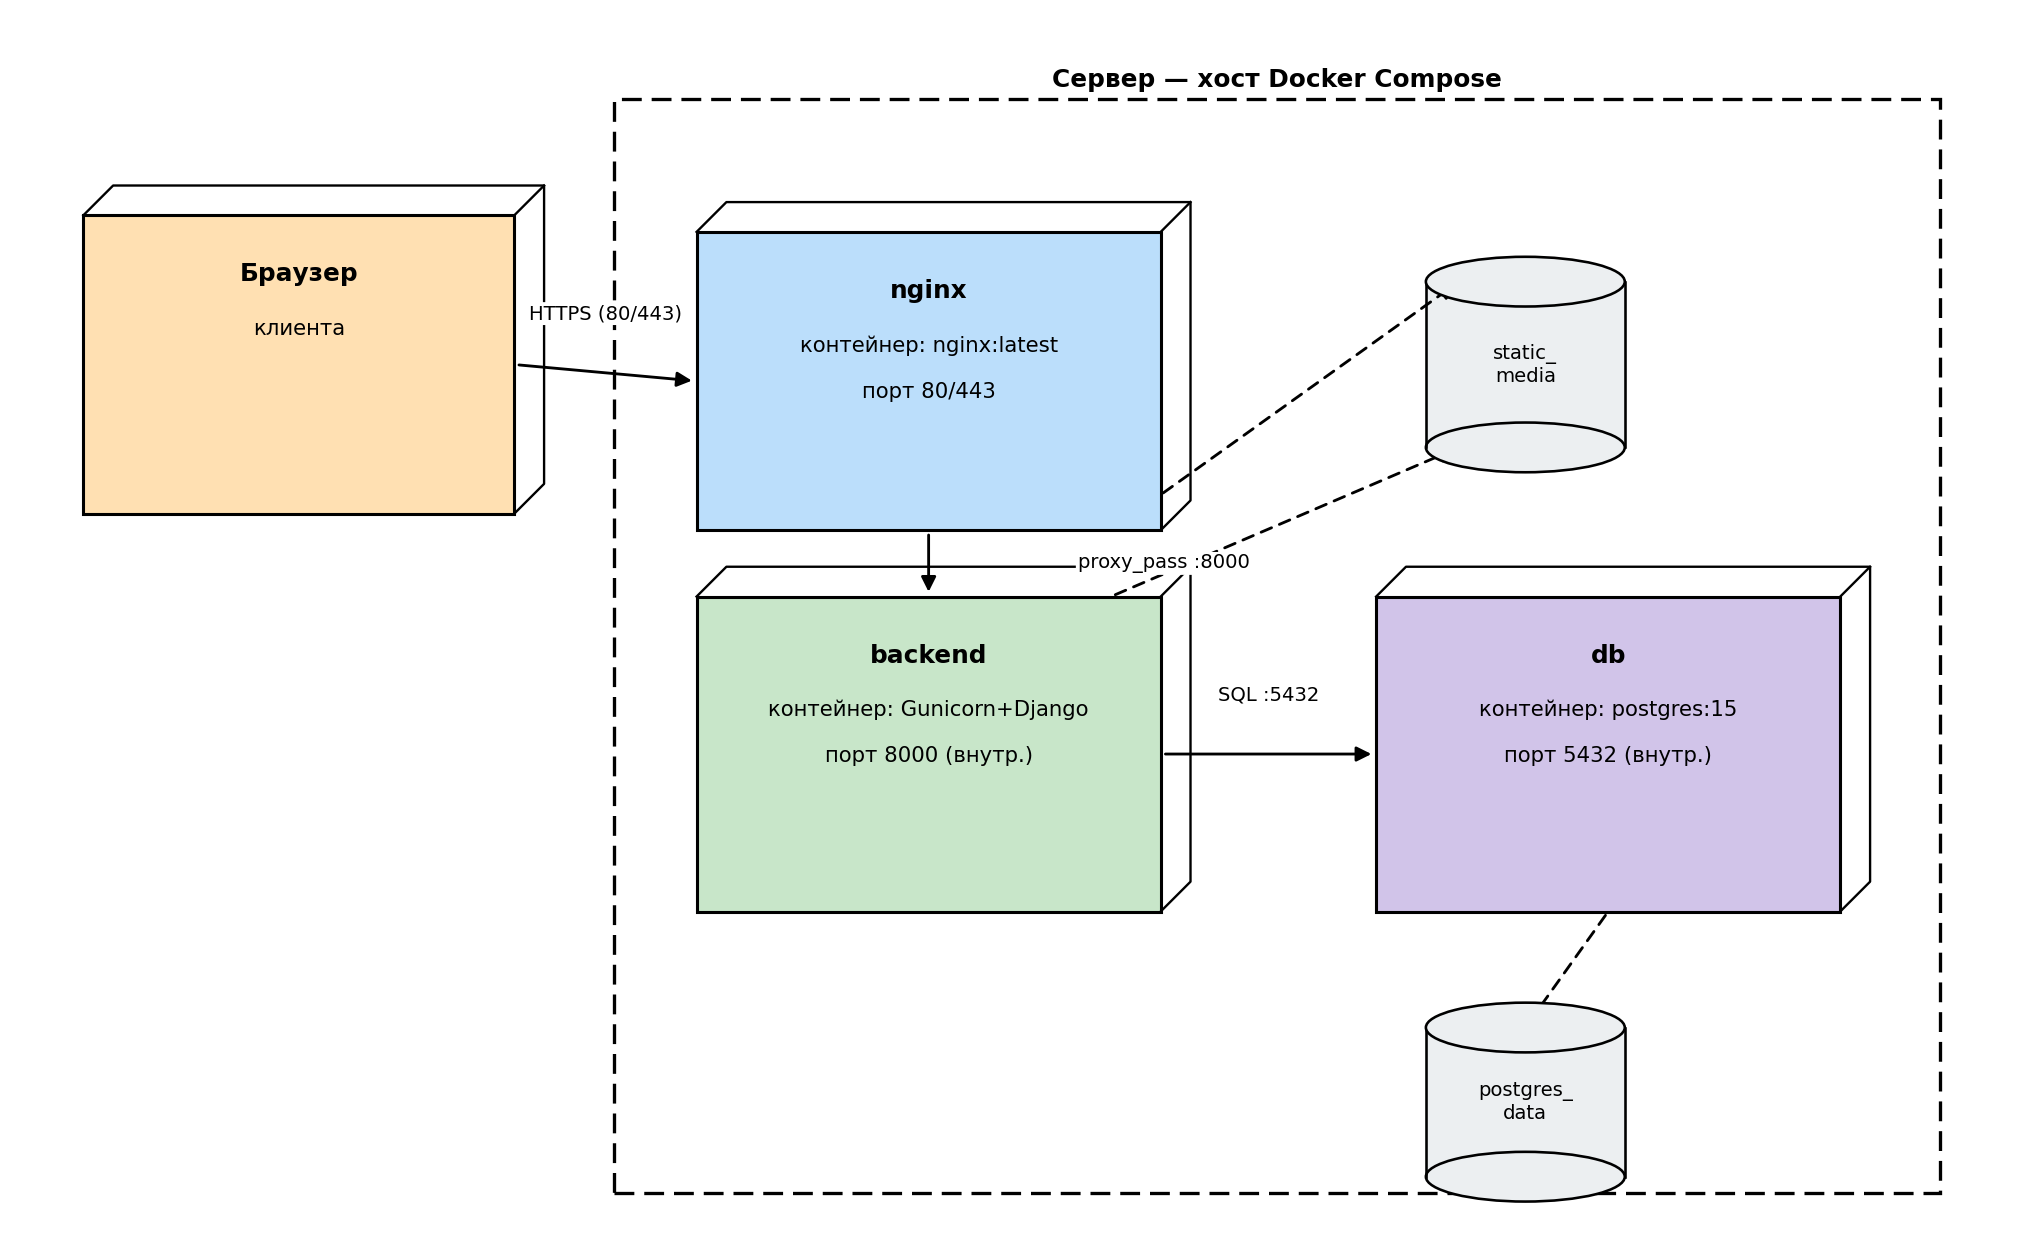 Сервер — хост Docker Compose
Браузер
клиента
HTTPS (80/443)
nginx
контейнер: nginx:latest
порт 80/443
static_
media
proxy_pass :8000
backend
контейнер: Gunicorn+Django
порт 8000 (внутр.)
SQL :5432
db
контейнер: postgres:15
порт 5432 (внутр.)
postgres_
data